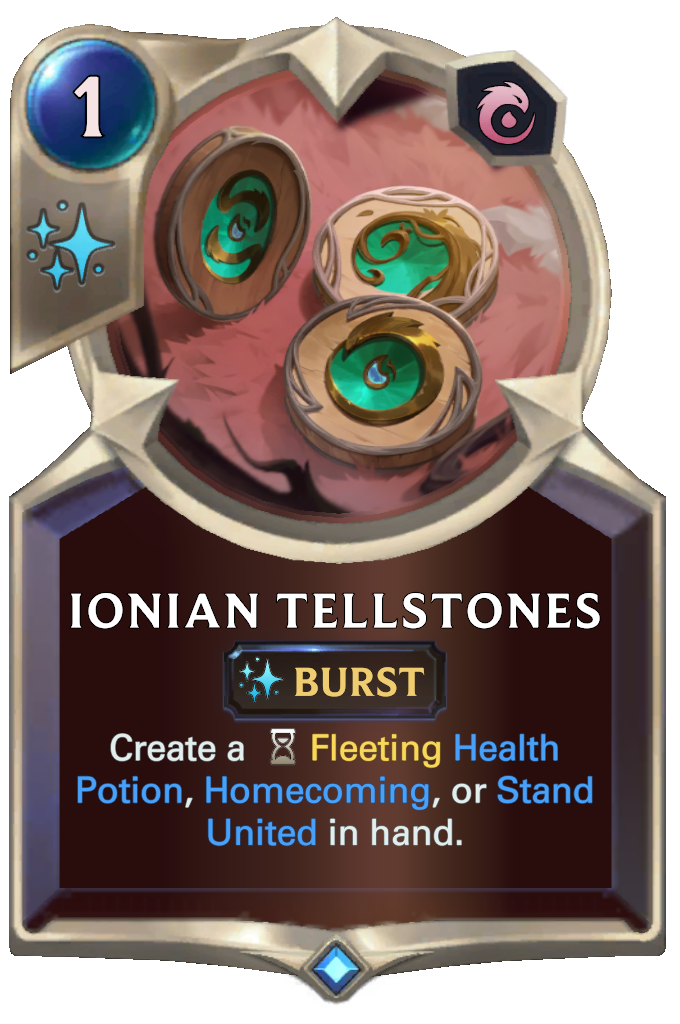 1
IONIAN TELLSTONES
BURST
Create a Fleeting Health
Potion, Homecoming, or Stand
United in hand.